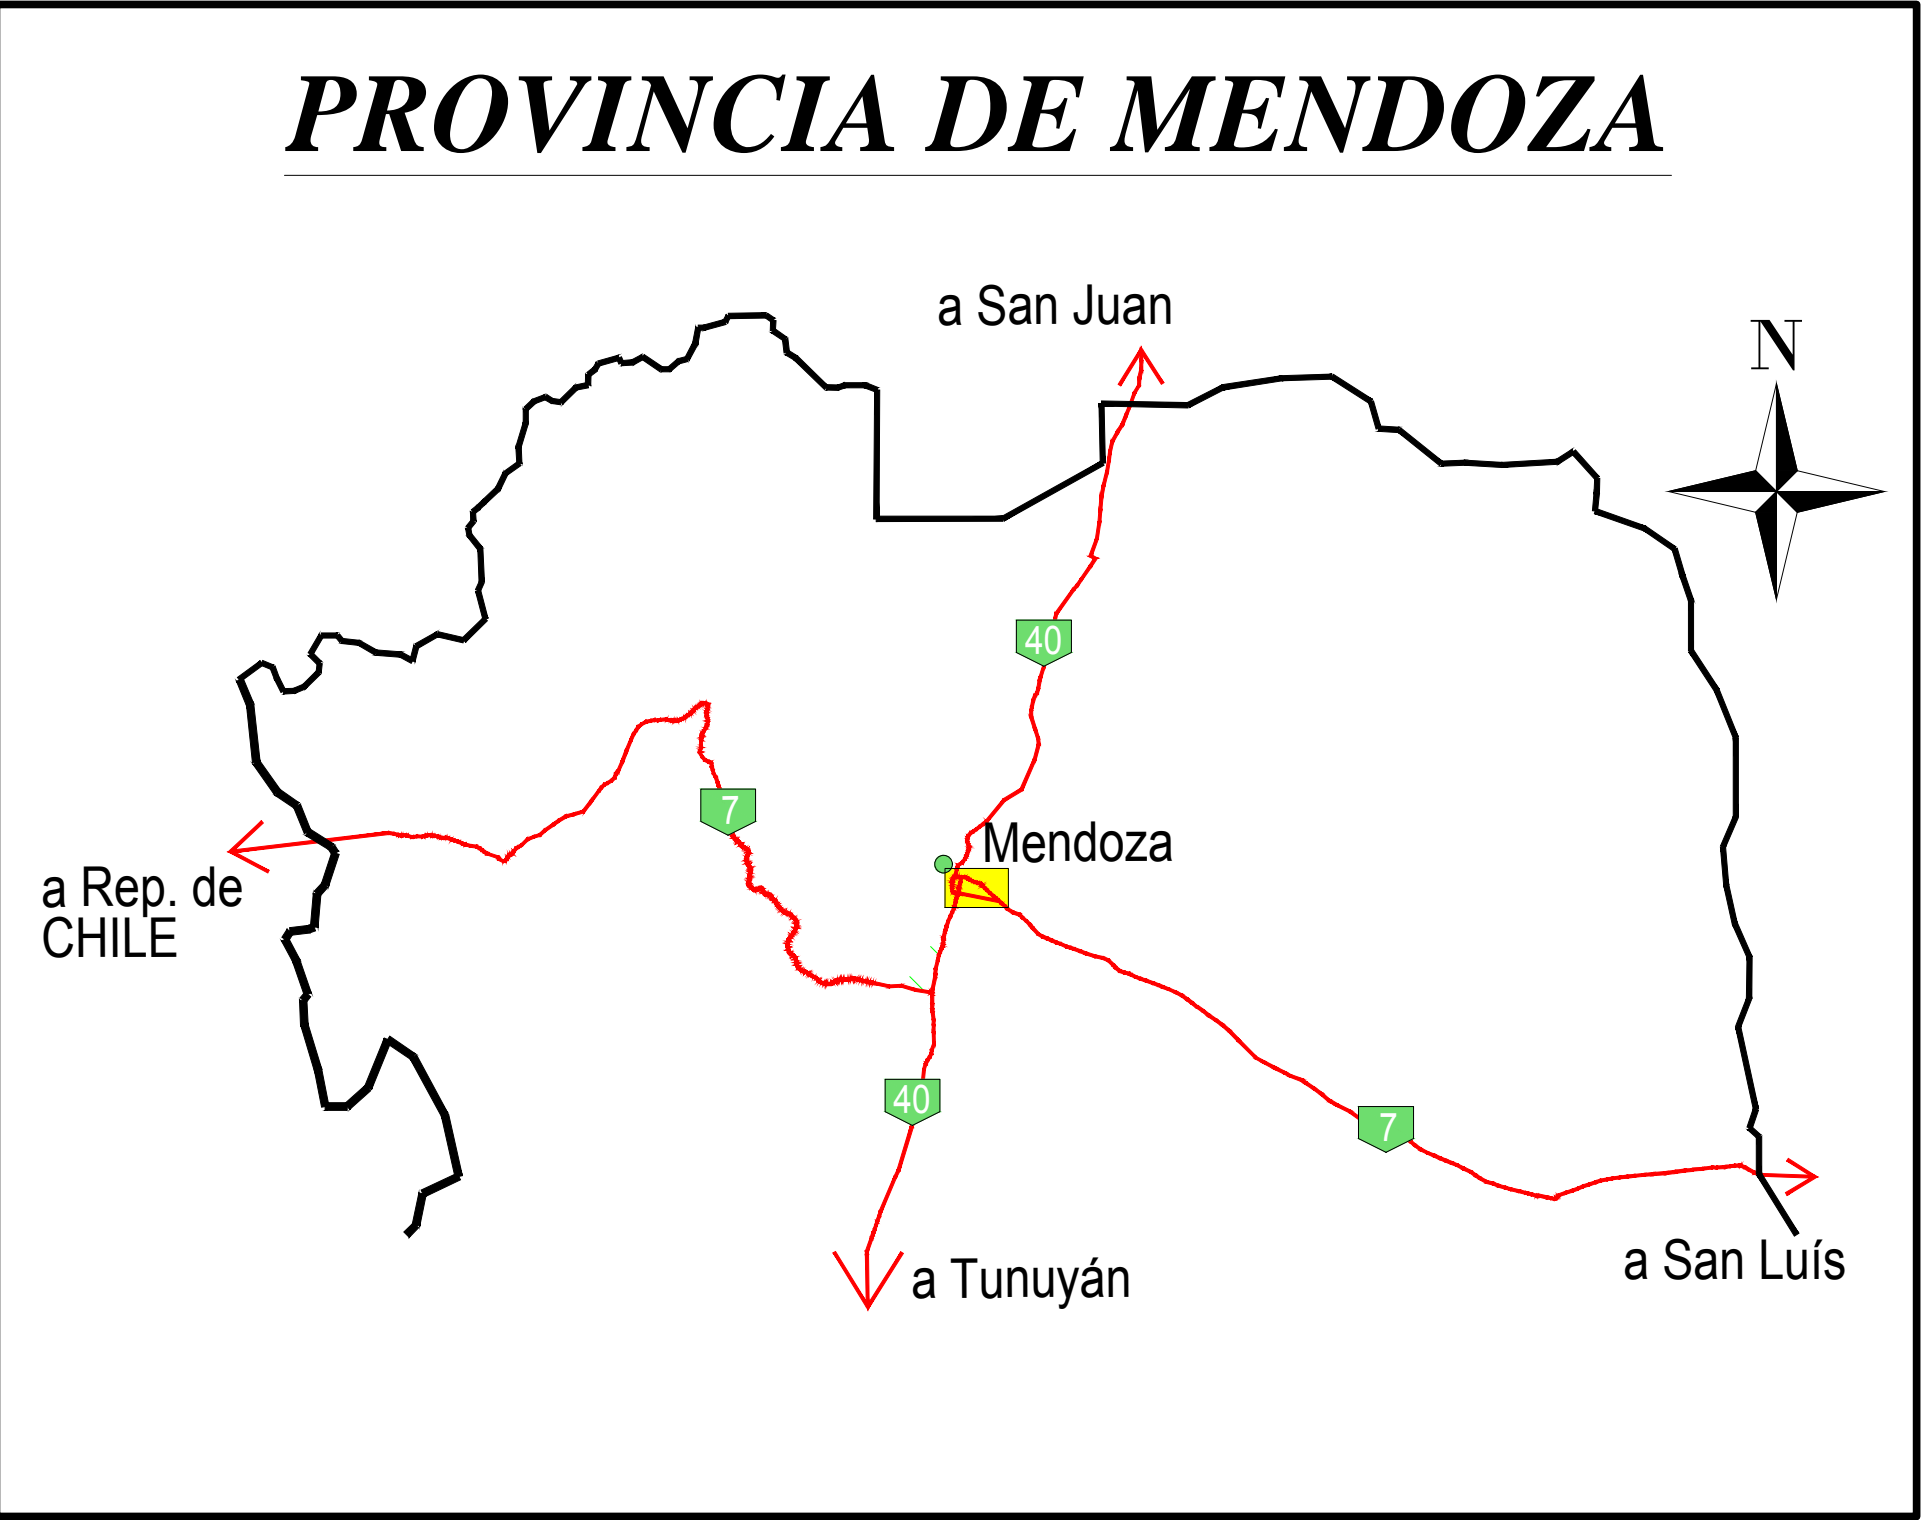 PROVINCIA DE MENDOZA
a San Juan
N
40
7
Mendoza
a Rep. de
CHILE
40
7
a San Luís
a Tunuyán